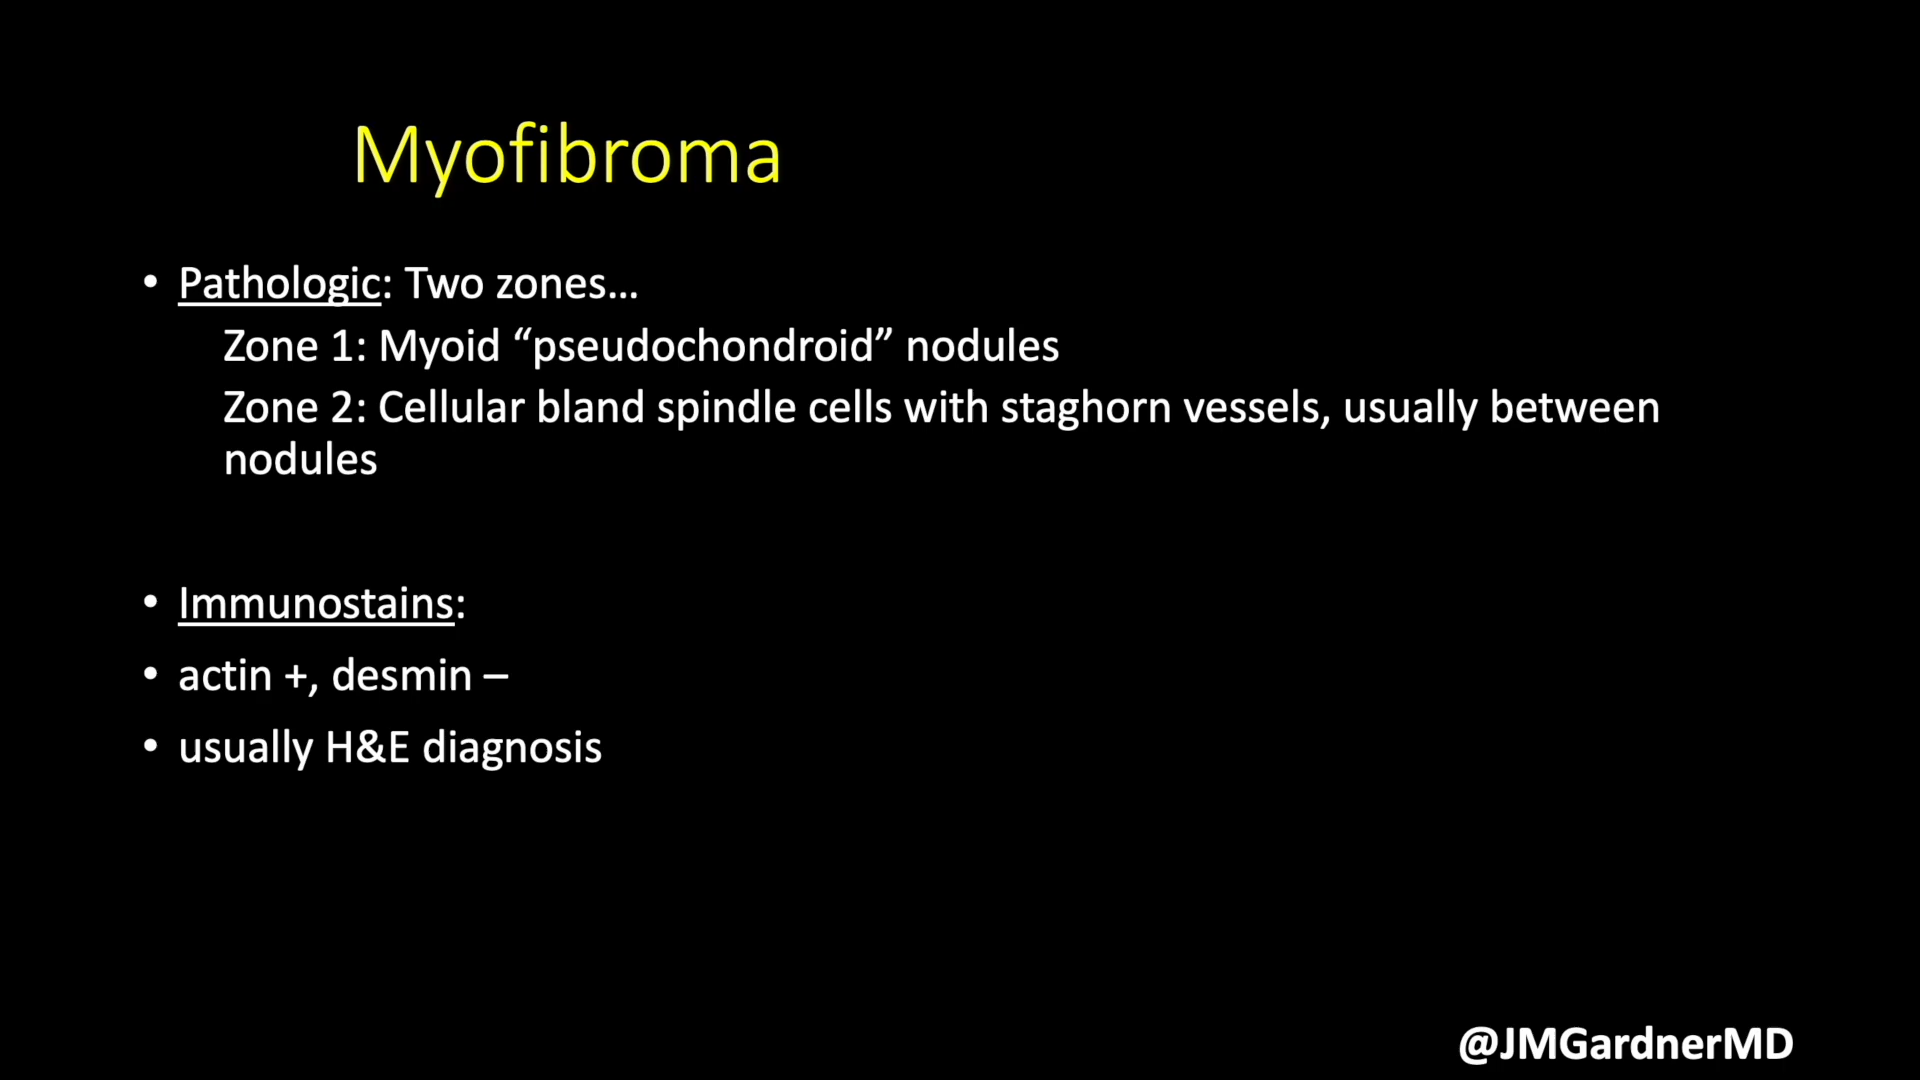 Myofibroma
• Pathologic: Two zones…
Zone 1: Myoid “pseudochondroid” nodules
Zone 2: Cellular bland spindle cells with staghorn vessels, usually between
nodules
• Immunostains:
• actin +, desmin –
• usually H&E diagnosis
@JMGardnerMD